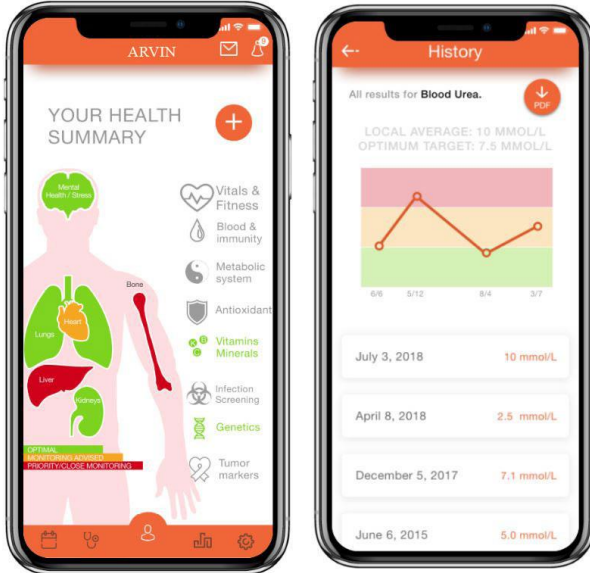 ARVIN
9
YOUR HEALTH
SUMMARY
+
Mental
Health / Stress
Vitals &
Fitness
Blood &
immunity
Metabolic
system
Bone
Antioxidant
Lungs
Heart
K B
C
Vitamins
Minerals
Liver
Kidneys
Infection
Screening
Genetics
OPTIMAL
MONITORING ADVISED
PRIORITY/CLOSE MONITORING
Tumor
markers
History
All results for Blood Urea.
PDF
LOCAL AVERAGE: 10 MMOL/L
OPTIMUM TARGET: 7.5 MMOL/L
6/6 5/12 8/4 3/7
July 3, 2018 10 mmol/L
April 8, 2018 2.5 mmol/L
December 5, 2017 7.1 mmol/L
June 6, 2015 5.0 mmol/L